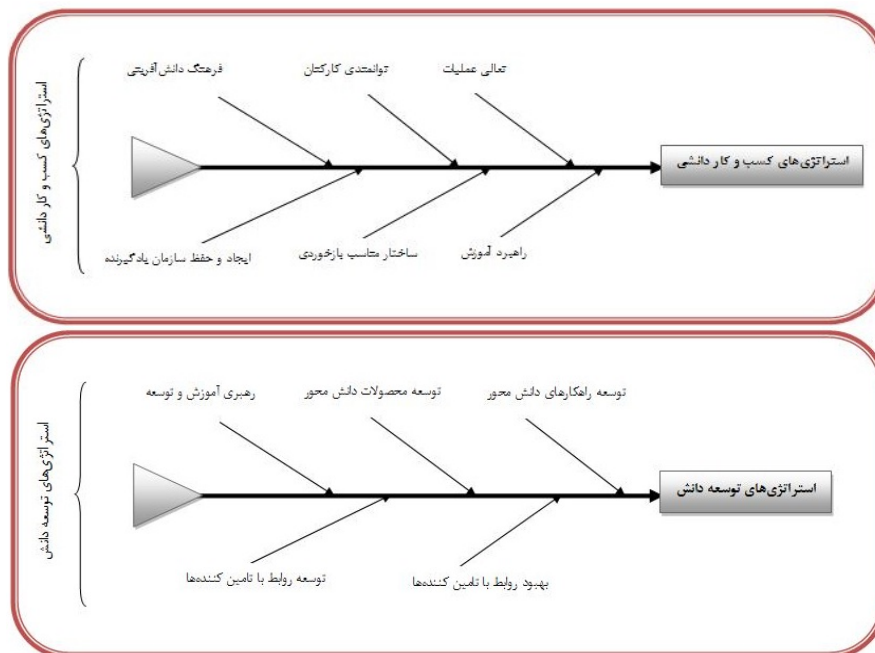 استراتژی‌های کسب و کار دانشی
تعالی عملیات
توانمندی کارکنان
فرهنگ دانش‌آفرینی
استراتژی‌های کسب و کار دانشی
راهبرد آموزش
ساختار مناسب بازخوردی
ایجاد و حفظ سازمان یادگیرنده
استراتژی‌های توسعه دانش
توسعه راهکارهای دانش محور
توسعه محصولات دانش محور
رهبری آموزش و توسعه
استراتژی‌های توسعه دانش
بهبود روابط با تامین کننده‌ها
توسعه روابط با تامین کننده‌ها